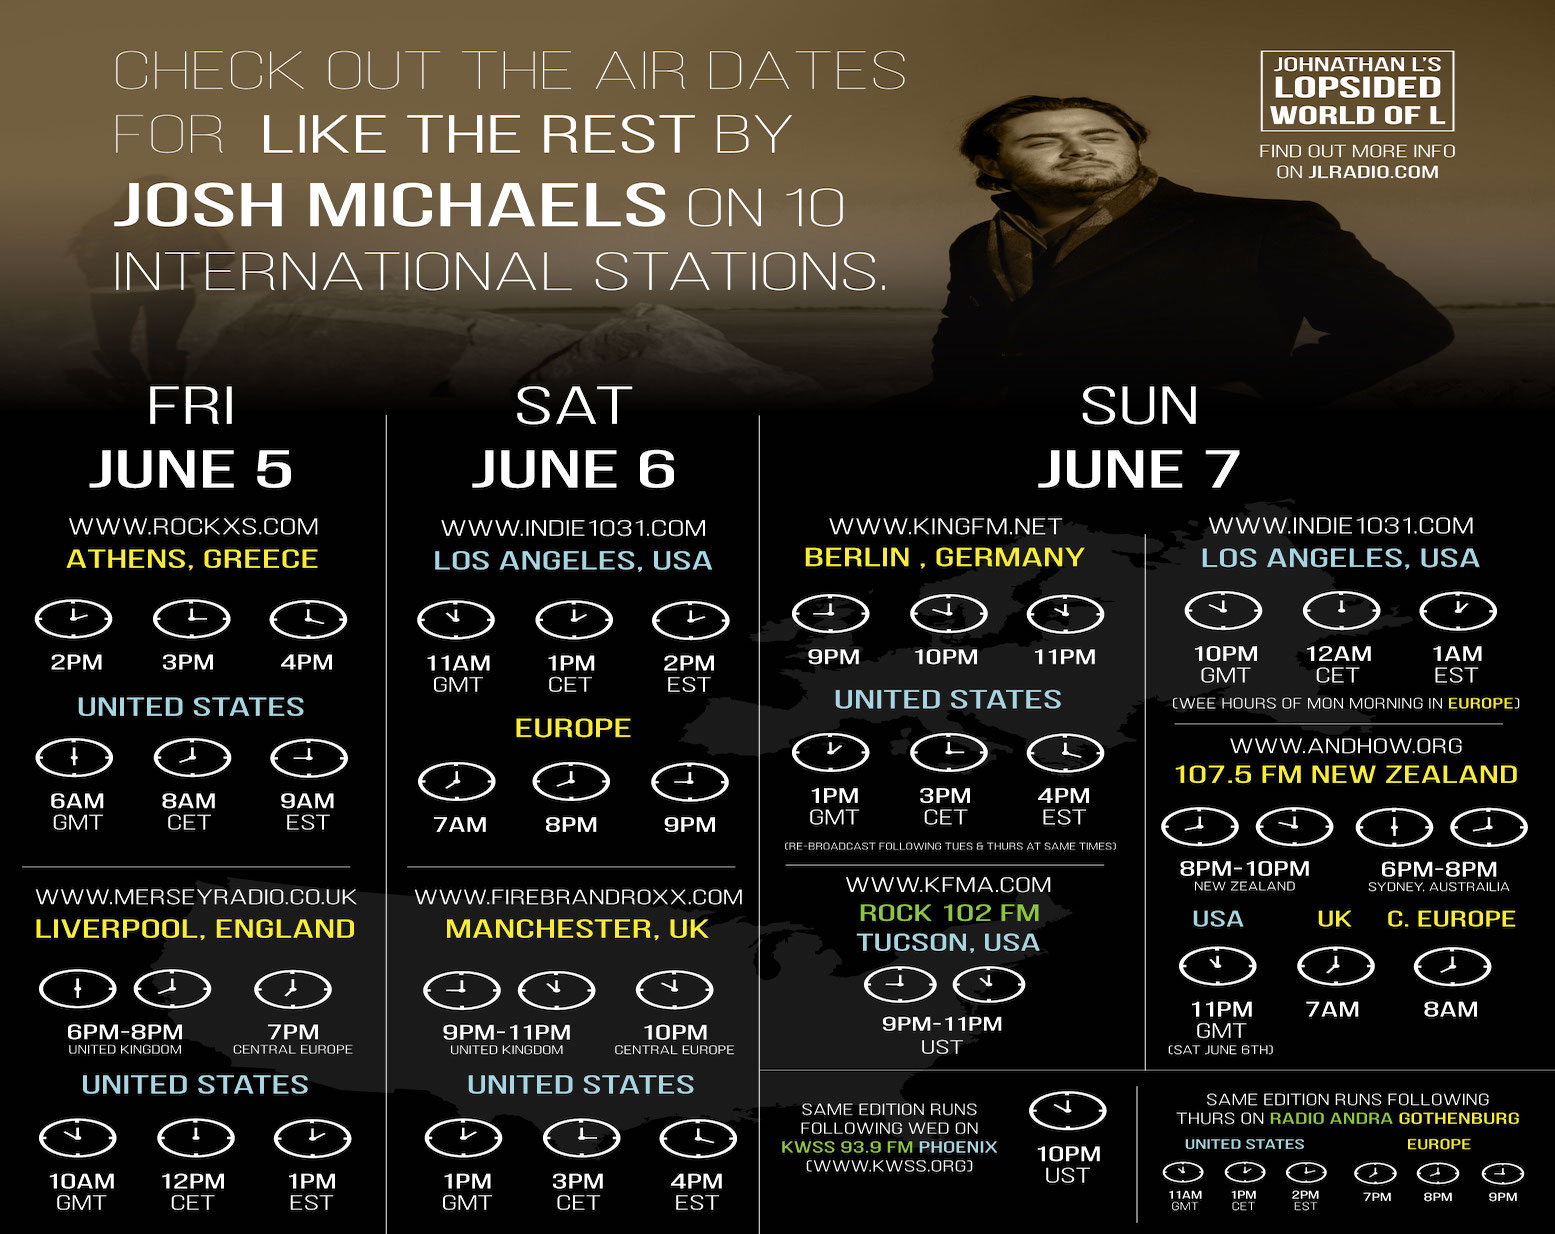 CHECK OUT THE AIR DATES
FOR LIKE THE REST BY
JOSH MICHAELS ON 10
INTERNATIONAL STATIONS.
JOHNATHAN L'S
LOPSIDED
WORLD OF L
FIND OUT MORE INFO
ON JLRADIO.COM
FRI
JUNE 5
WWW.ROCKXS.COM
ATHENS, GREECE
2PM 3PM 4PM
UNITED STATES
6AM 8AM 9AM
GMT CET EST
WWW.MERSEYRADIO.CO.UK
LIVERPOOL, ENGLAND
6PM-8PM 7PM
UNITED KINGDOM CENTRAL EUROPE
UNITED STATES
10AM 12PM 1PM
GMT CET EST
SAT
JUNE 6
WWW.INDIE1031.COM
LOS ANGELES, USA
11AM 1PM 2PM
GMT CET EST
EUROPE
7AM 8PM 9PM
WWW.FIREBRANDROXX.COM
MANCHESTER, UK
9PM-11PM 10PM
UNITED KINGDOM CENTRAL EUROPE
UNITED STATES
1PM 3PM 4PM
GMT CET EST
SUN
JUNE 7
WWW.KINGFM.NET
BERLIN , GERMANY
9PM 10PM 11PM
UNITED STATES
1PM 3PM 4PM
GMT CET EST
(RE-BROADCAST FOLLOWING TUES & THURS AT SAME TIMES)
WWW.KFMA.COM
ROCK 102 FM
TUCSON, USA
9PM-11PM
UST
WWW.INDIE1031.COM
LOS ANGELES, USA
10PM 12AM 1AM
GMT CET EST
(WEE HOURS OF MON MORNING IN EUROPE)
WWW.ANDHOW.ORG
107.5 FM NEW ZEALAND
8PM-10PM 6PM-8PM
NEW ZEALAND SYDNEY, AUSTRAILIA
USA UK C. EUROPE
11PM 7AM 8AM
GMT
(SAT JUNE 6TH)
SAME EDITION RUNS
FOLLOWING WED ON
KWSS 93.9 FM PHOENIX
(WWW.KWSS.ORG)
10PM
UST
SAME EDITION RUNS FOLLOWING
THURS ON RADIO ANDRA GOTHENBURG
UNITED STATES EUROPE
11AM 1PM 2PM 7PM 8PM 9PM
GMT CET EST